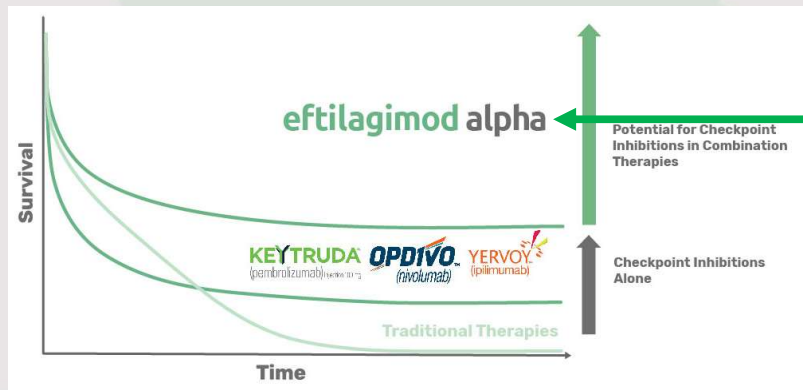 eftilagimod alpha
Potential for Checkpoint
Inhibitions in Combination
Therapies
Survival
KEYTRUDA
(pembrolizumab)
OPDIVO
(nivolumab)
YERVOY
(ipilimumab)
Checkpoint Inhibitions
Alone
Traditional Therapies
Time